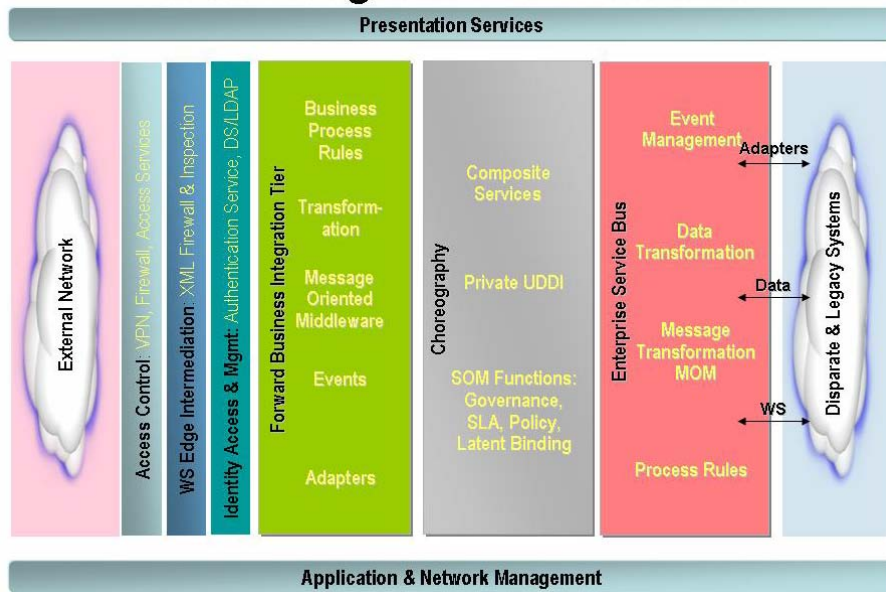 Presentation Services
External Network
Access Control: VPN, Firewall, Access Services
WS Edge Intermediation: XML Firewall & Inspection
Identity Access & Mgmt: Authentication Service, DS/LDAP
Forward Business Integration Tier
Business
Process
Rules
Transform-
ation
Message
Oriented
Middleware
Events
Adapters
Choreography
Composite
Services
Private UDDI
SOM Functions:
Governance,
SLA, Policy,
Latent Binding
Enterprise Service Bus
Event
Management
Data
Transformation
Message
Transformation
MOM
Process Rules
Adapters
Data
WS
Disparate & Legacy Systems
Application & Network Management